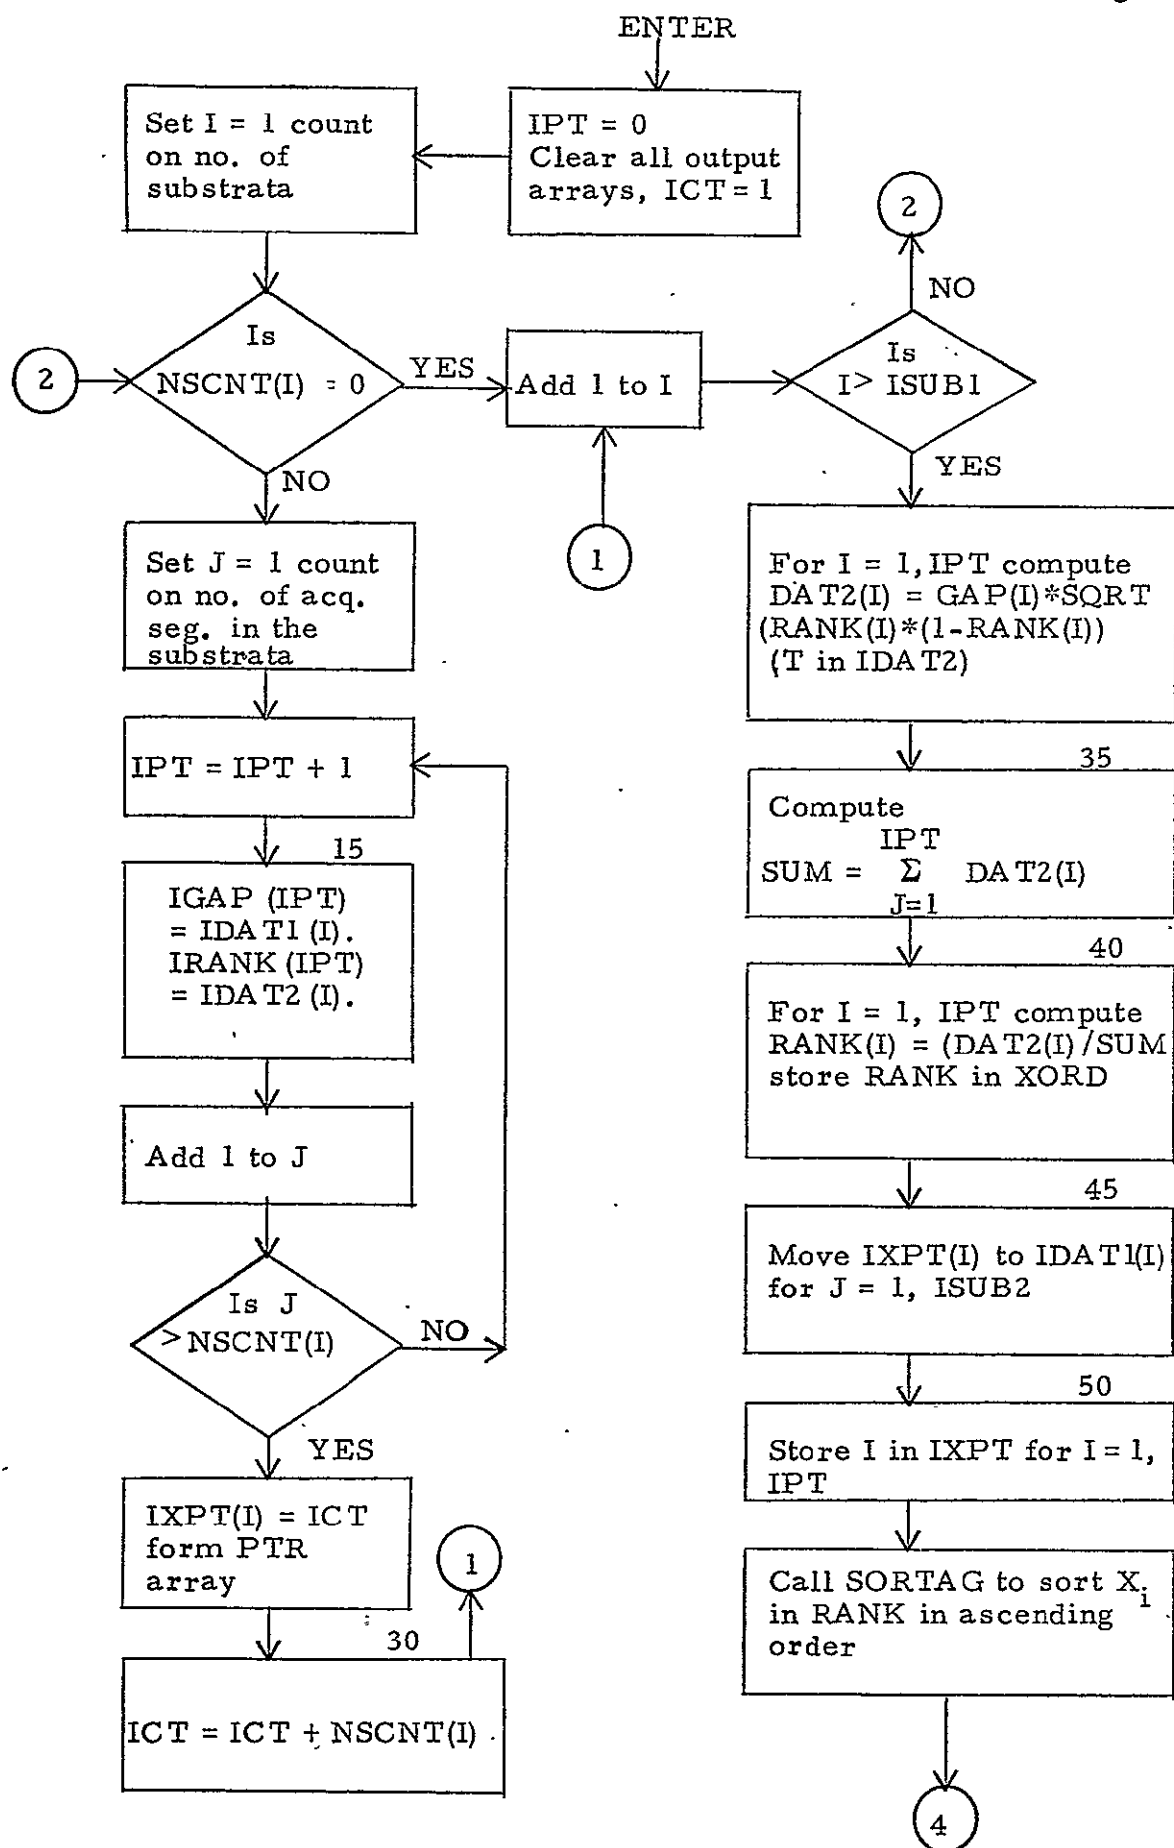 ENTER
IPT = 0
Clear all output
arrays, ICT = 1
Set I = 1 count
on no. of
substrata
2
Is
NSCNT(I) = 0
YES
NO
Add 1 to I
1
Is
I > ISUB1
NO
2
YES
Set J = 1 count
on no. of acq.
seg. in the
substrata
IPT = IPT + 1
15
IGAP (IPT)
= IDAT1 (I).
IRANK (IPT)
= IDAT2 (I).
Add 1 to J
Is J
> NSCNT(I)
NO
YES
IXPT(I) = ICT
form PTR
array
1
30
ICT = ICT + NSCNT(I)
For I = 1, IPT compute
DAT2(I) = GAP(I)*SQRT
(RANK(I)*(1-RANK(I))
(T in IDAT2)
35
Compute
IPT
SUM = Σ DAT2(I)
J=1
40
For I = 1, IPT compute
RANK(I) = (DAT2(I)/SUM
store RANK in XORD
45
Move IXPT(I) to IDAT1(I)
for J = 1, ISUB2
50
Store I in IXPT for I = 1,
IPT
Call SORTAG to sort Xi
in RANK in ascending
order
4